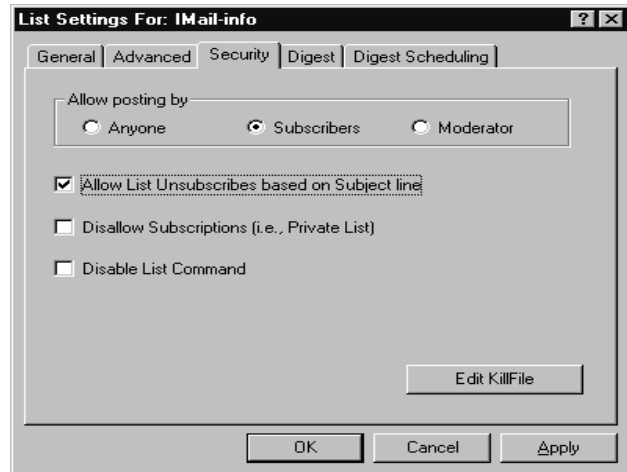 List Settings For: IMail-info
General Advanced Security Digest Digest Scheduling
Allow posting by
Anyone Subscribers Moderator
Allow List Unsubscribes based on Subject line
Disallow Subscriptions (i.e., Private List)
Disable List Command
Edit KillFile
OK Cancel Apply